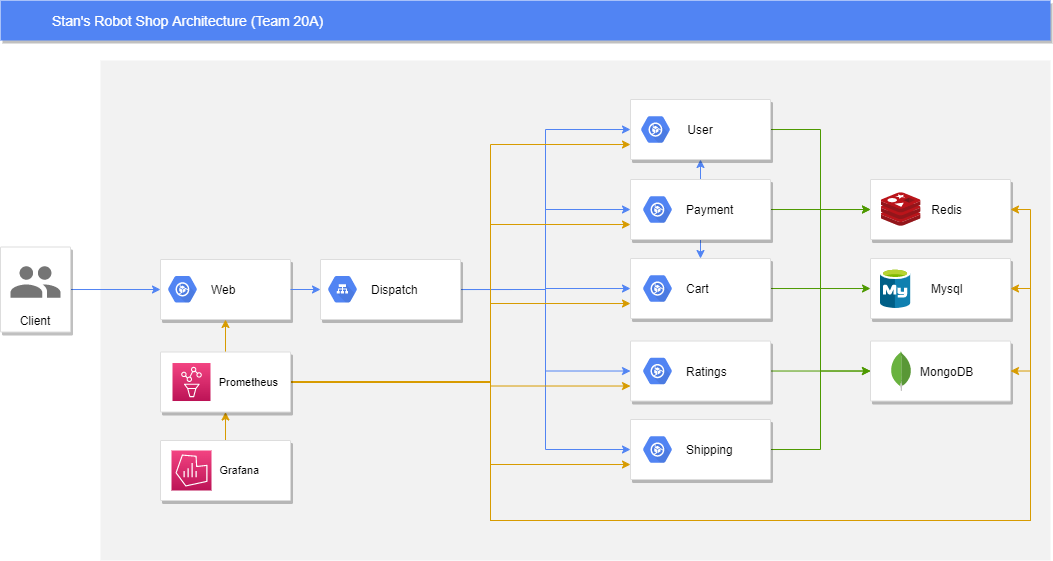 Stan's Robot Shop Architecture (Team 20A)
User
Payment
Redis
Client
Web
Dispatch
Cart
My
Mysql
Prometheus
Ratings
MongoDB
Grafana
Shipping